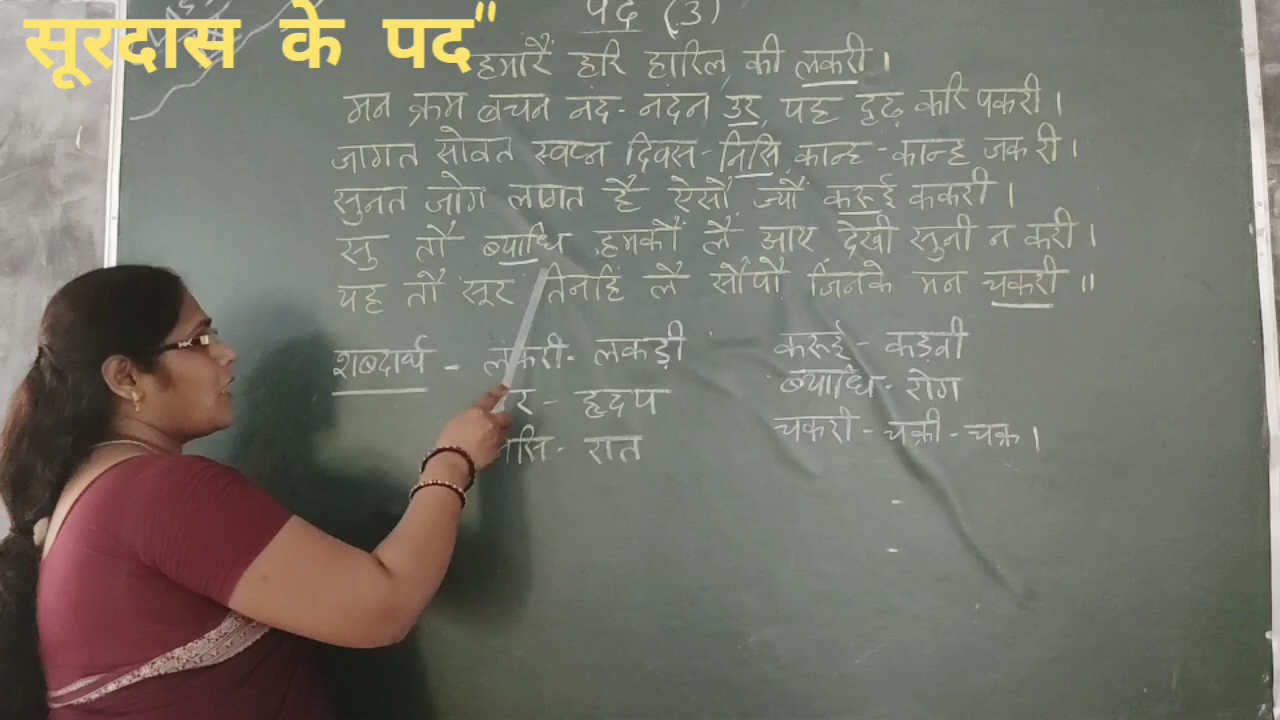 सूरदास के पद"
पद (3)
हमारैं हरि हारिल की लकरी।
मन क्रम बचन नंद-नंदन उर, पह दृढ़ करि पकरी।
जागत सोवत स्वप्न दिवस-निसि, कान्ह-कान्ह जकरी।
सुनत जोग लागत है ऐसौ, ज्यौं करूई ककरी।
सु तौ ब्याधि हमकौं लै आए देखी सुनी न करी।
यह तौ सूर तिनहिं लै सौंपौ, जिनके मन चकरी॥
शब्दार्थ - लकरी- लकड़ी
र - हृदप
सि - रात
करूई - कड़वी
ब्याधि - रोग
चकरी - चक्री - चक्र।